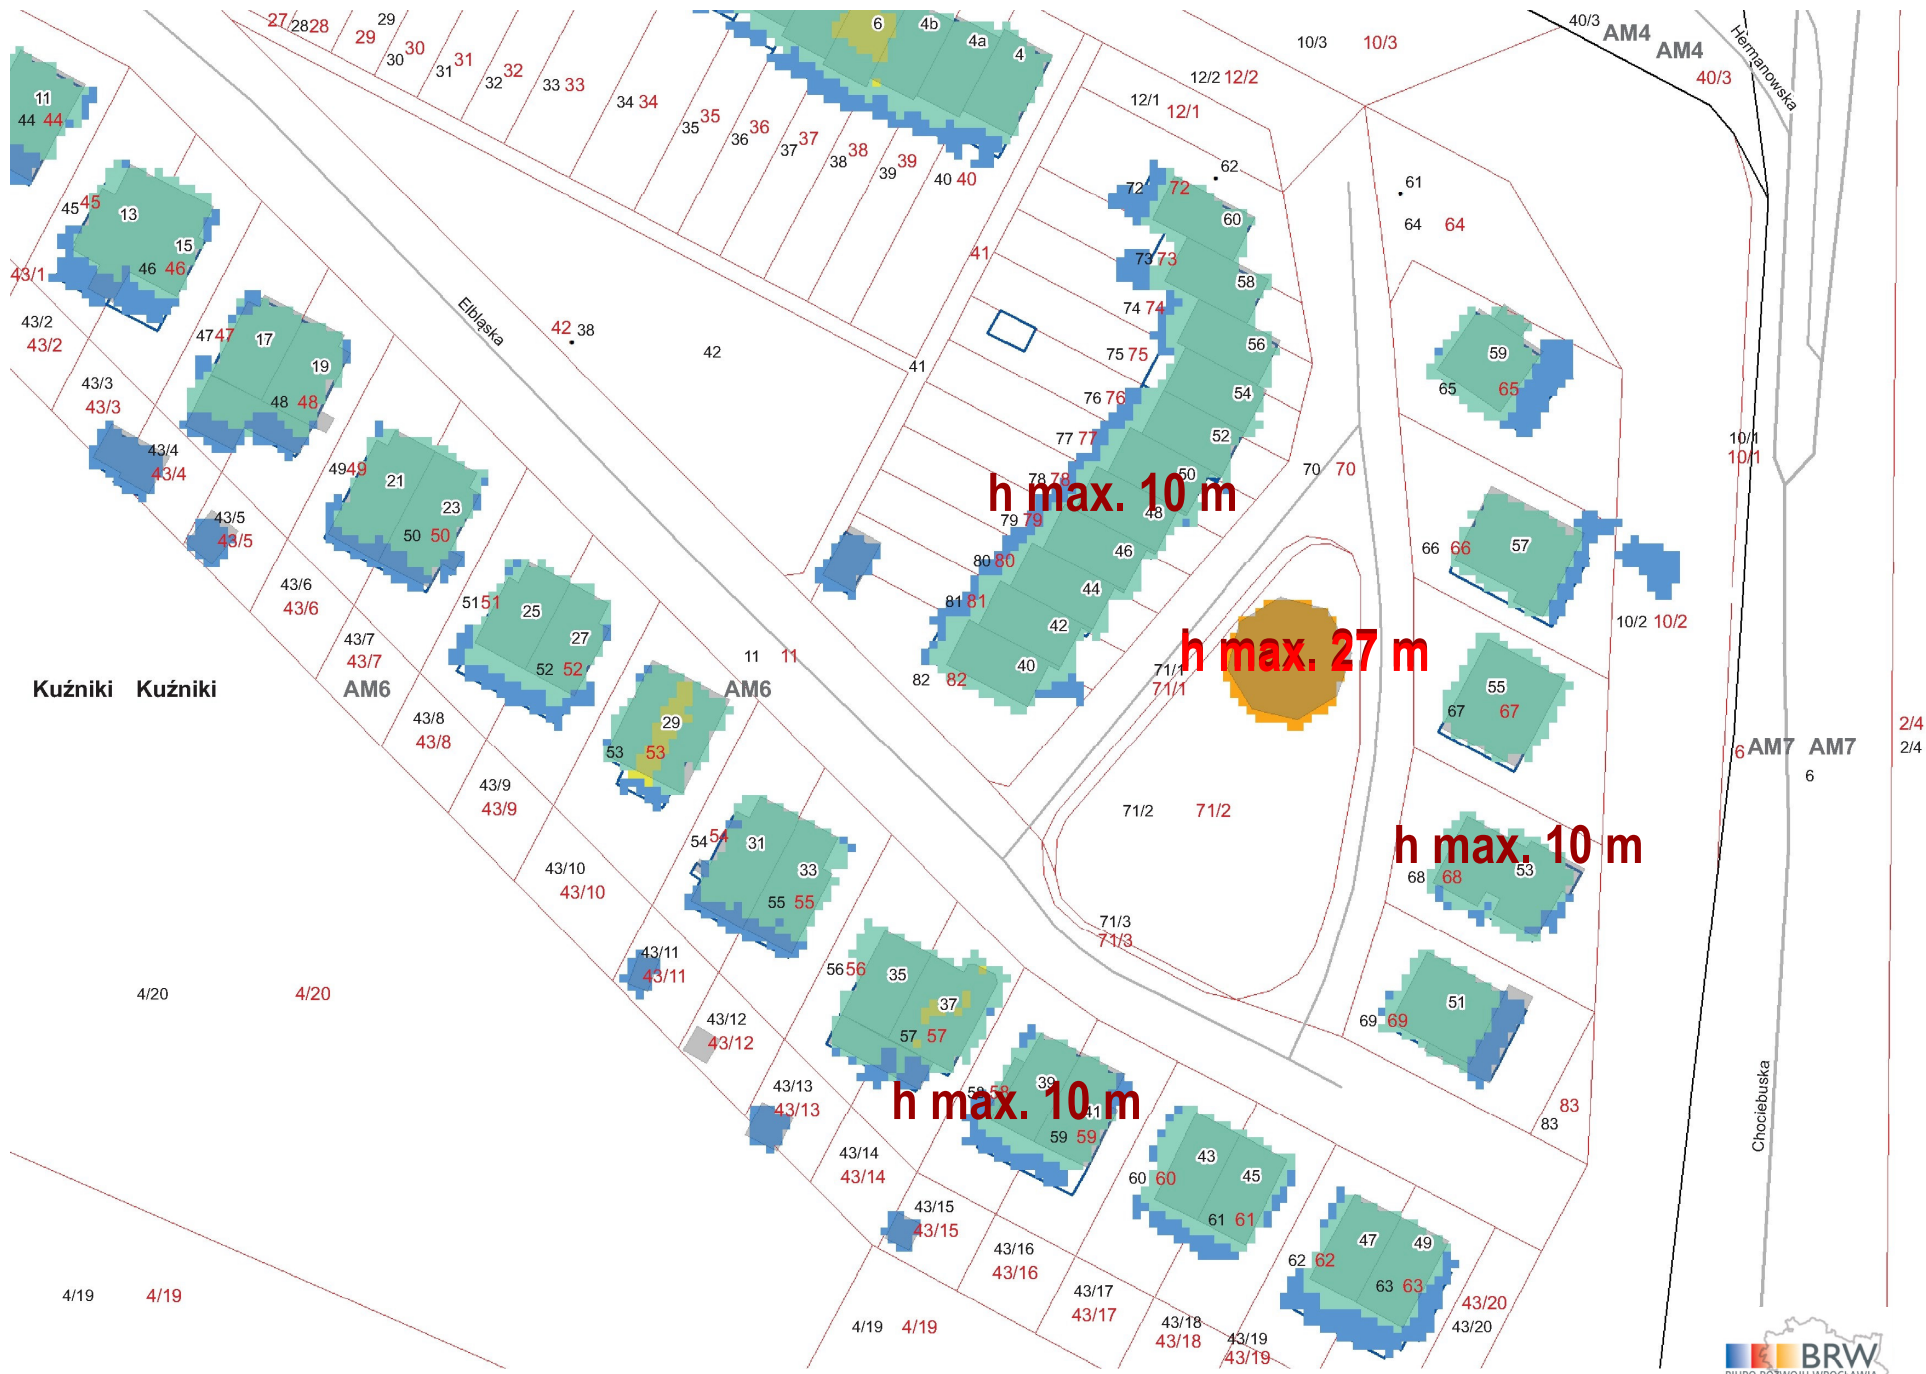 27 28 28 29 29
30 30 31 31 32 32 33 33 34 34
35 35 36 36 37 37 38 38 39 39 40 40
6 4b 4a 4
10/3 10/3
12/2 12/2
12/1 12/1
40/3 AM4 AM4 40/3
Hermanowska
11
44 44
45 45 13 15
46 46
43/1
43/2
43/2
47 47 17 19
48 48
43/3
43/3
43/4
43/4
49 49 21 23
50 50
43/5
43/5
43/6
43/6
51 51 25 27
52 52
43/7
43/7
Elbląska
42 38
42
41
41
62
72 72 60
73 73 58
74 74
75 75 56
76 76 54
77 77 52
78 78 50
h max. 10 m
79 79 48
80 80 46
81 81 44
42
82 82 40
61
64 64
59
65 65
70 70
10/1
10/1
66 66 57
10/2 10/2
h max. 27 m
71/1
71/1
55
67 67
11 11
Kuźniki Kuźniki
AM6 AM6
29
53 53
43/8
43/8
43/9
43/9
2/4
2/4
6 AM7 AM7
6
71/2 71/2
h max. 10 m
68 68 53
54 54 31 33
55 55
43/10
43/10
71/3
71/3
43/11
43/11
56 56 35 37
57 57
51
69 69
4/20 4/20
43/12
43/12
43/13
43/13
58 58 39 41
h max. 10 m
59 59
83
83
Chociebuska
43/14
43/14
60 60 43 45
61 61
43/15
43/15
43/16
43/16
62 62 47 49
63 63
43/17
43/17
43/18
43/18
43/19
43/19
43/20
43/20
4/19 4/19
4/19 4/19
BRW
BIURO ROZWOJU WROCŁAWIA